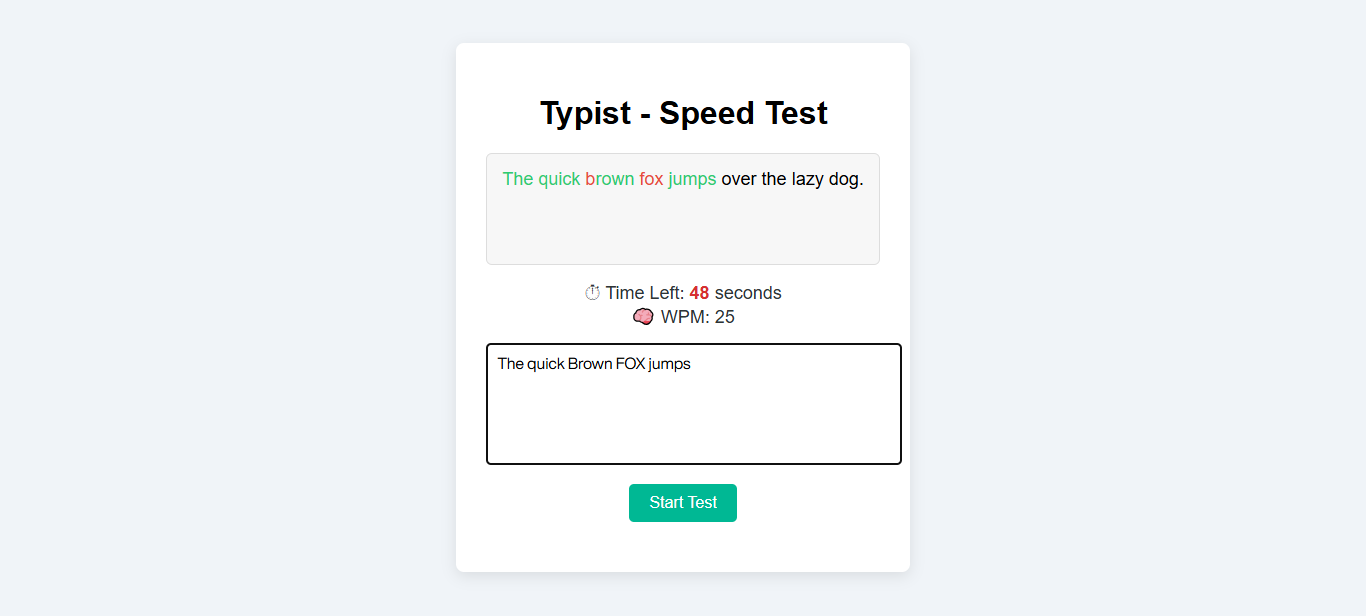 Typist - Speed Test
The quick brown fox jumps over the lazy dog.
⏱ Time Left: 48 seconds
🧠 WPM: 25
The quick Brown FOX jumps
Start Test